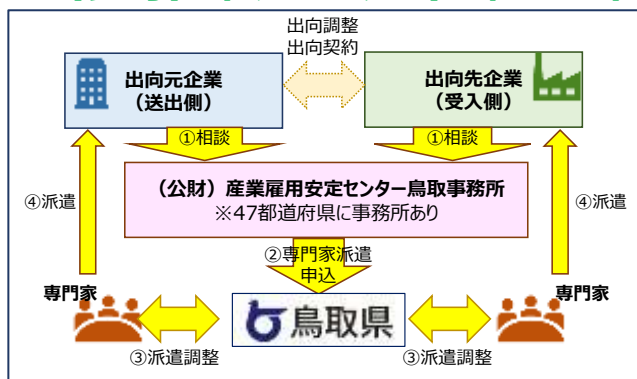 出向調整
出向契約
出向元企業
（送出側）
出向先企業
（受入側）
①相談
①相談
④派遣
④派遣
（公財）産業雇用安定センター鳥取事務所
※47都道府県に事務所あり
②専門家派遣
申込
専門家
専門家
鳥取県
③派遣調整
③派遣調整